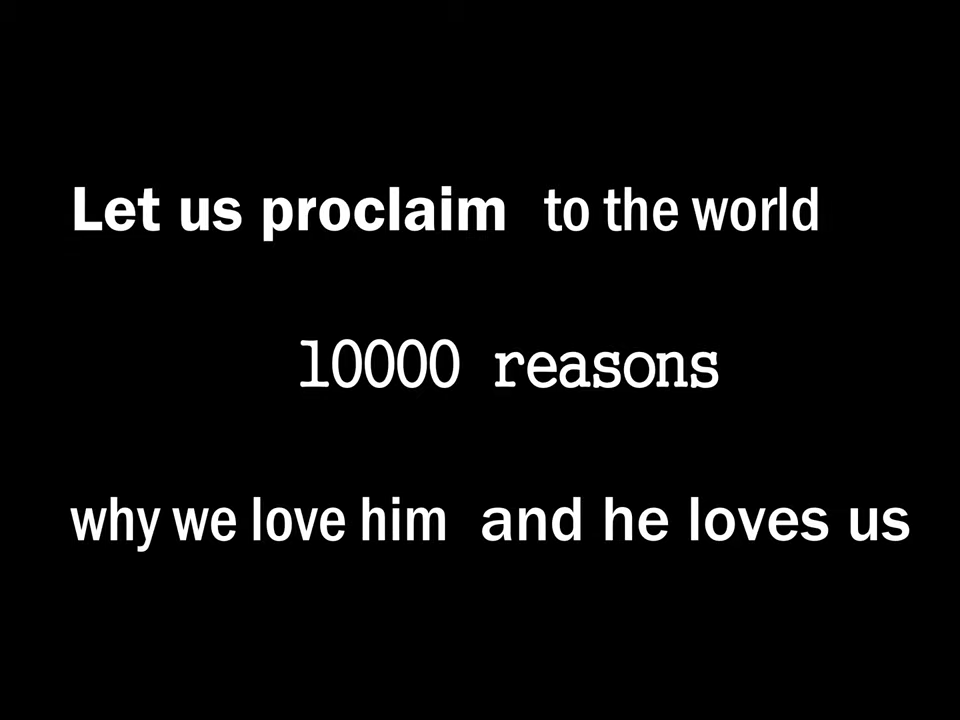 Let us proclaim to the world
10000 reasons
why we love him and he loves us